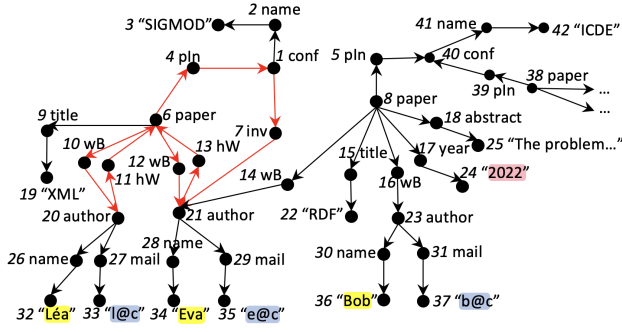 2 name
41 name
3 "SIGMOD"
42 "ICDE"
4 pIn
1 conf
5 pIn
40 conf
39 pIn
38 paper
...
...
9 title
6 paper
8 paper
7 inv
18 abstract
10 wB
13 hW
12 wB
11 hW
15 title
17 year
25 "The problem..."
14 wB
16 wB
24 "2022"
19 "XML"
20 author
21 author
22 "RDF"
23 author
28 name
26 name
27 mail
29 mail
30 name
31 mail
32 "Léa"
33 "l@c"
34 "Eva"
35 "e@c"
36 "Bob"
37 "b@c"